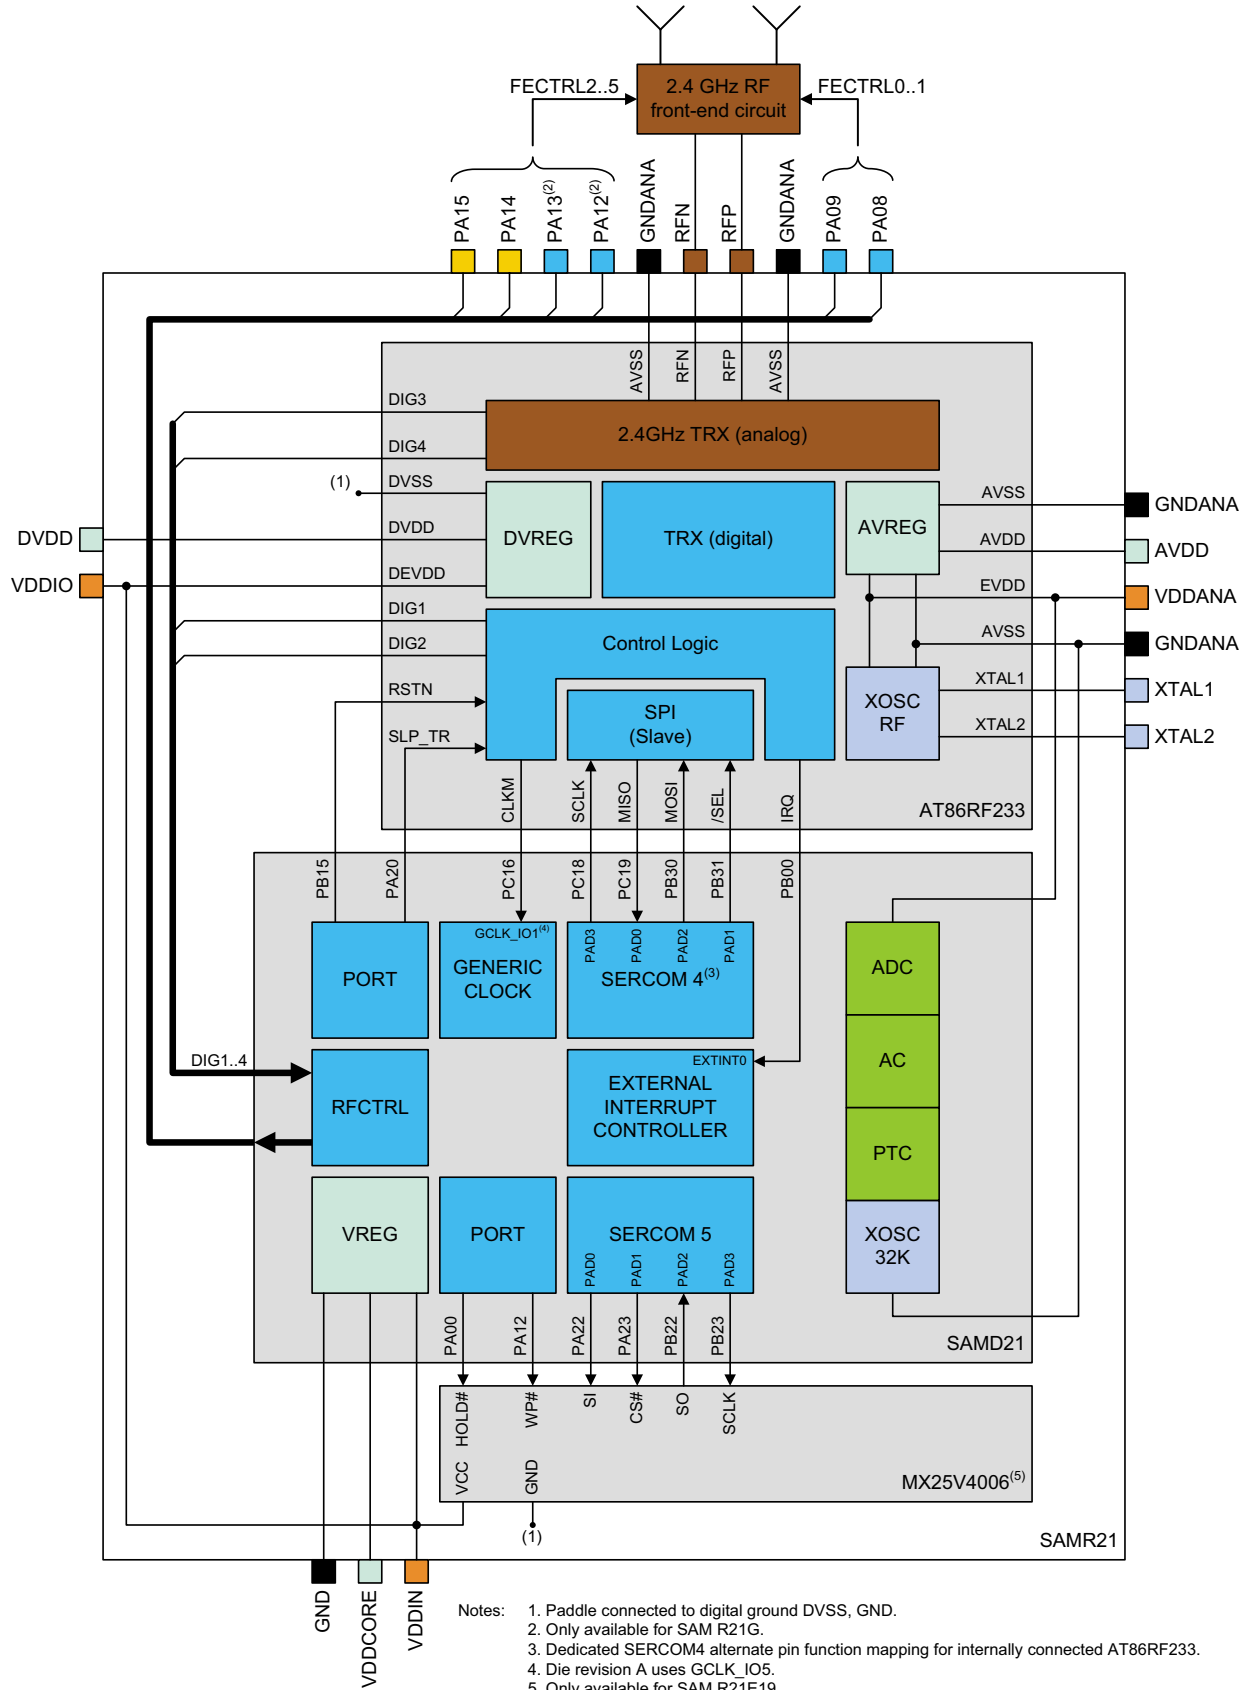 FECTRL2..5
2.4 GHz RF
front-end circuit
FECTRL0..1
PA15
PA14
PA13(2)
PA12(2)
GNDANA
RFN
RFP
GNDANA
PA09
PA08
AVSS
RFN
RFP
AVSS
DIG3
2.4GHz TRX (analog)
DIG4
(1)
DVSS
DVDD
DVDD
DEVDD
VDDIO
DVREG
TRX (digital)
AVREG
AVSS
GNDANA
AVDD
AVDD
EVDD
VDDANA
AVSS
GNDANA
DIG1
DIG2
Control Logic
RSTN
SLP_TR
SPI
(Slave)
XOSC
RF
XTAL1
XTAL1
XTAL2
XTAL2
CLKM
SCLK
MISO
MOSI
/SEL
IRQ
AT86RF233
PB15
PA20
PC16
PC18
PC19
PB30
PB31
PB00
PORT
GCLK_IO1(4)
GENERIC
CLOCK
PAD3
PAD0
PAD2
PAD1
SERCOM 4(3)
ADC
DIG1..4
RFCTRL
EXTINT0
EXTERNAL
INTERRUPT
CONTROLLER
AC
PTC
VREG
PORT
SERCOM 5
PAD0
PAD1
PAD2
PAD3
XOSC
32K
PA00
PA12
PA22
PA23
PB22
PB23
SAMD21
HOLD#
WP#
SI
CS#
SO
SCLK
VCC
GND
MX25V4006(5)
(1)
SAMR21
GND
VDDCORE
VDDIN
Notes: 1. Paddle connected to digital ground DVSS, GND.
2. Only available for SAM R21G.
3. Dedicated SERCOM4 alternate pin function mapping for internally connected AT86RF233.
4. Die revision A uses GCLK_IO5.
5. Only available for SAM R21E19